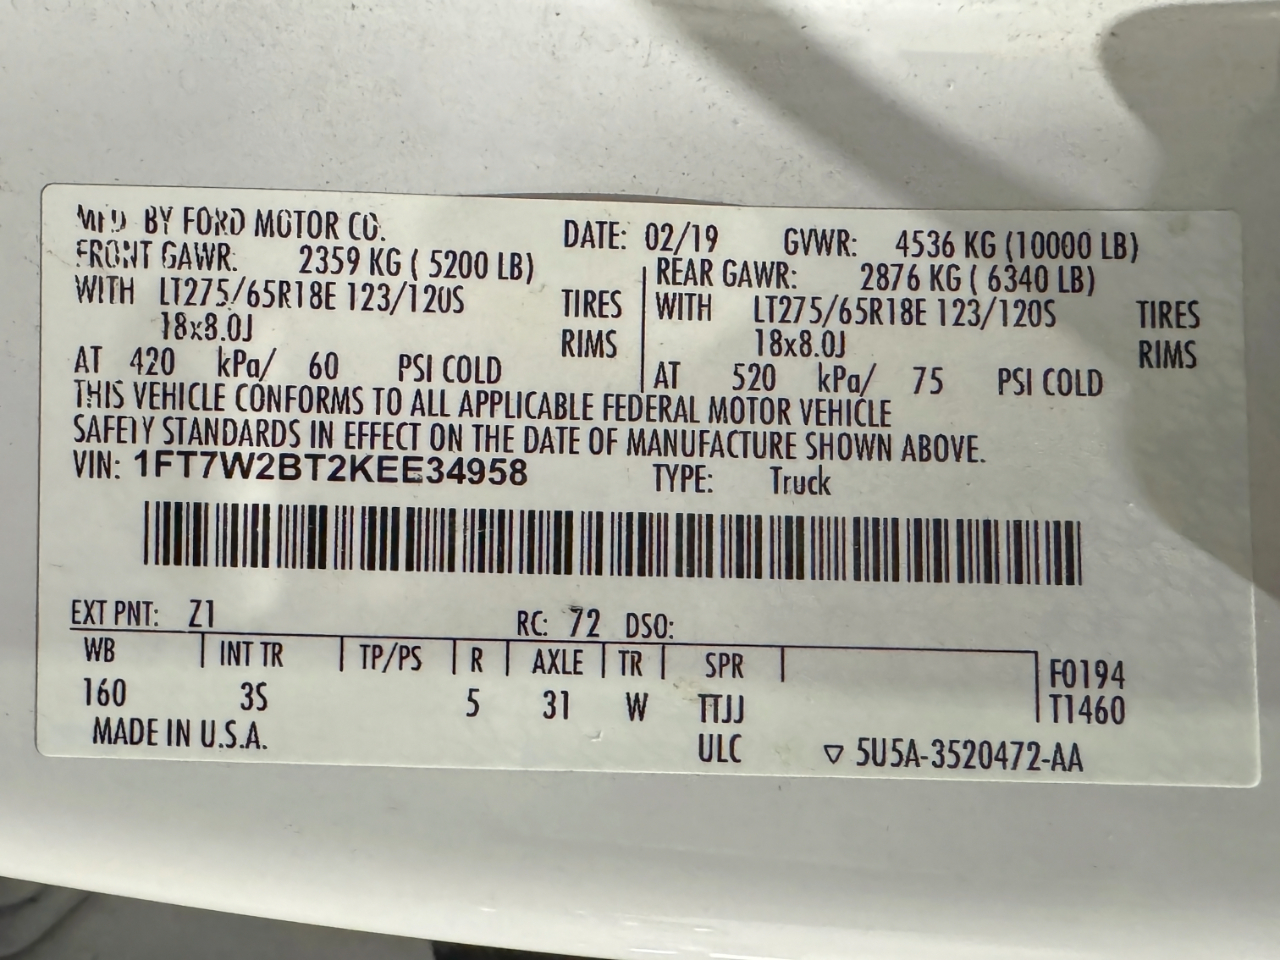 MFD BY FORD MOTOR CO. DATE: 02/19 GVWR: 4536 KG (10000 LB)
FRONT GAWR: 2359 KG ( 5200 LB) REAR GAWR: 2876 KG ( 6340 LB)
WITH LT275/65R18E 123/120S TIRES WITH LT275/65R18E 123/120S TIRES
18x8.0J RIMS 18x8.0J RIMS
AT 420 kPa/ 60 PSI COLD AT 520 kPa/ 75 PSI COLD
THIS VEHICLE CONFORMS TO ALL APPLICABLE FEDERAL MOTOR VEHICLE
SAFETY STANDARDS IN EFFECT ON THE DATE OF MANUFACTURE SHOWN ABOVE.
VIN: 1FT7W2BT2KEE34958 TYPE: Truck
EXT PNT: Z1 RC: 72 DSO:
WB INT TR TP/PS R AXLE TR SPR F0194
160 3S 5 31 W TTJJ T1460
MADE IN U.S.A. ULC ▽ 5U5A-3520472-AA